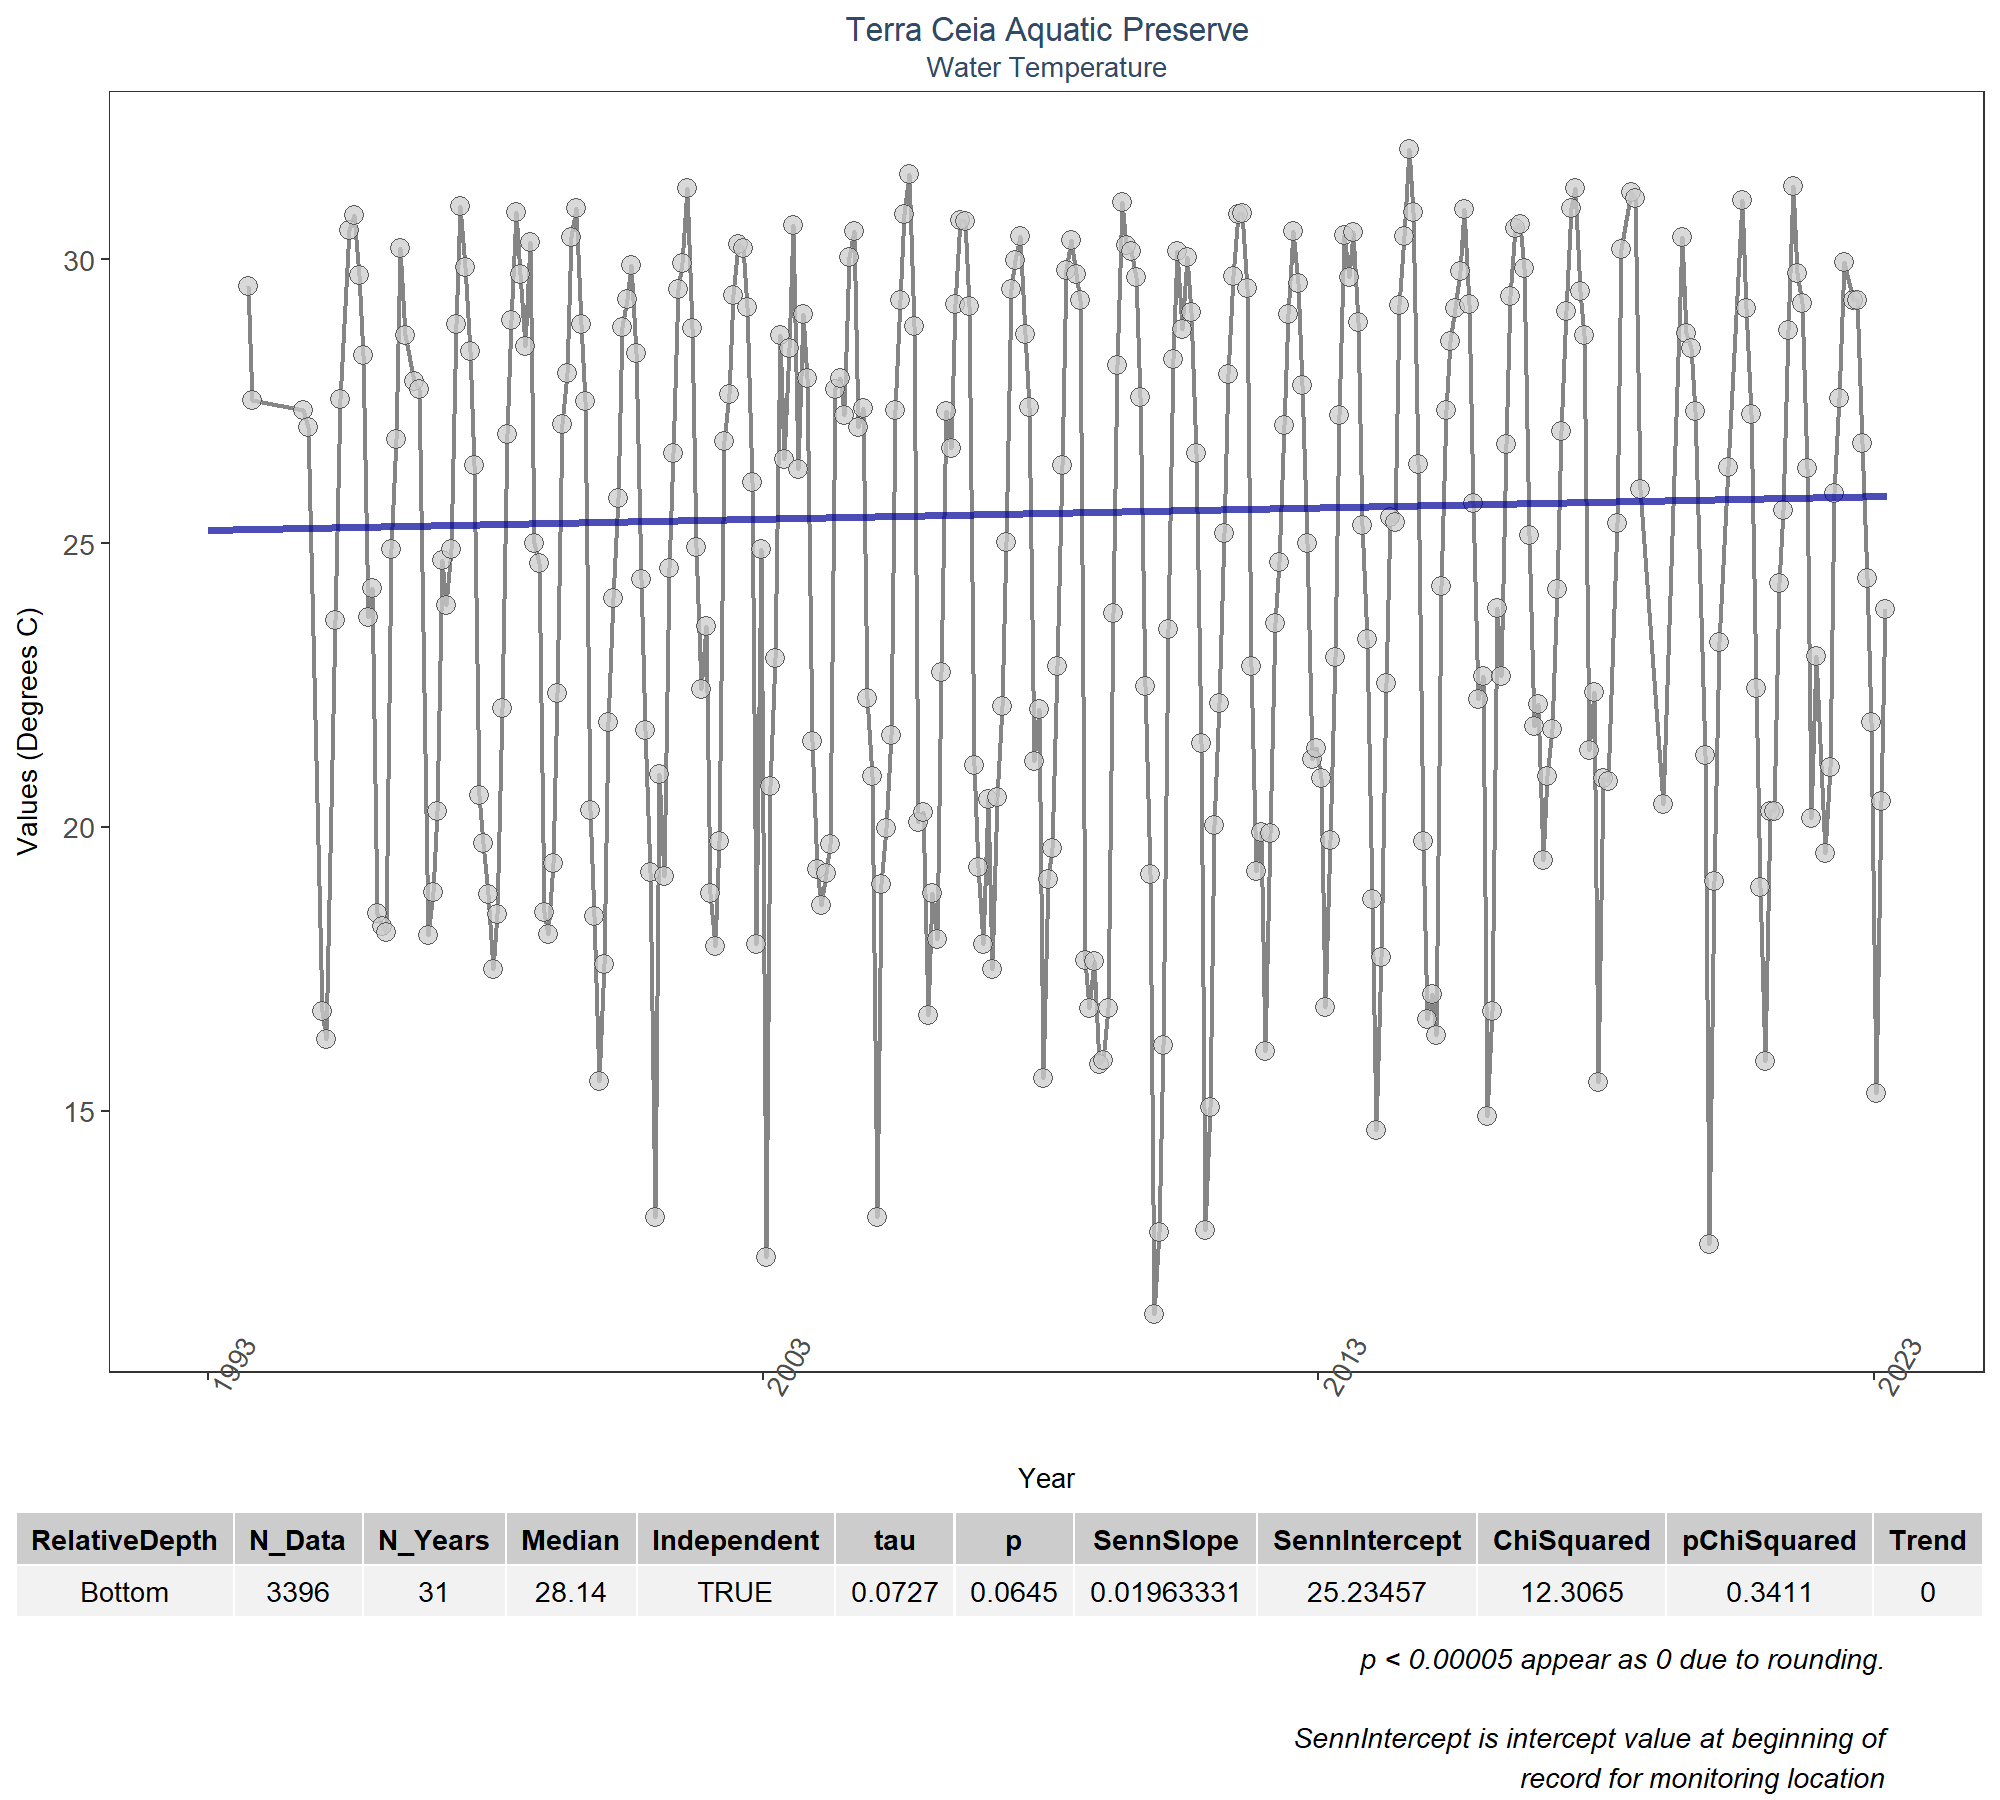 Terra Ceia Aquatic Preserve
Water Temperature
Values (Degrees C)
30
25
20
15
1993 2003 2013 2023
Year
RelativeDepth N_Data N_Years Median Independent tau p SennSlope SennIntercept ChiSquared pChiSquared Trend
Bottom 3396 31 28.14 TRUE 0.0727 0.0645 0.01963331 25.23457 12.3065 0.3411 0
p < 0.00005 appear as 0 due to rounding.
SennIntercept is intercept value at beginning of
record for monitoring location